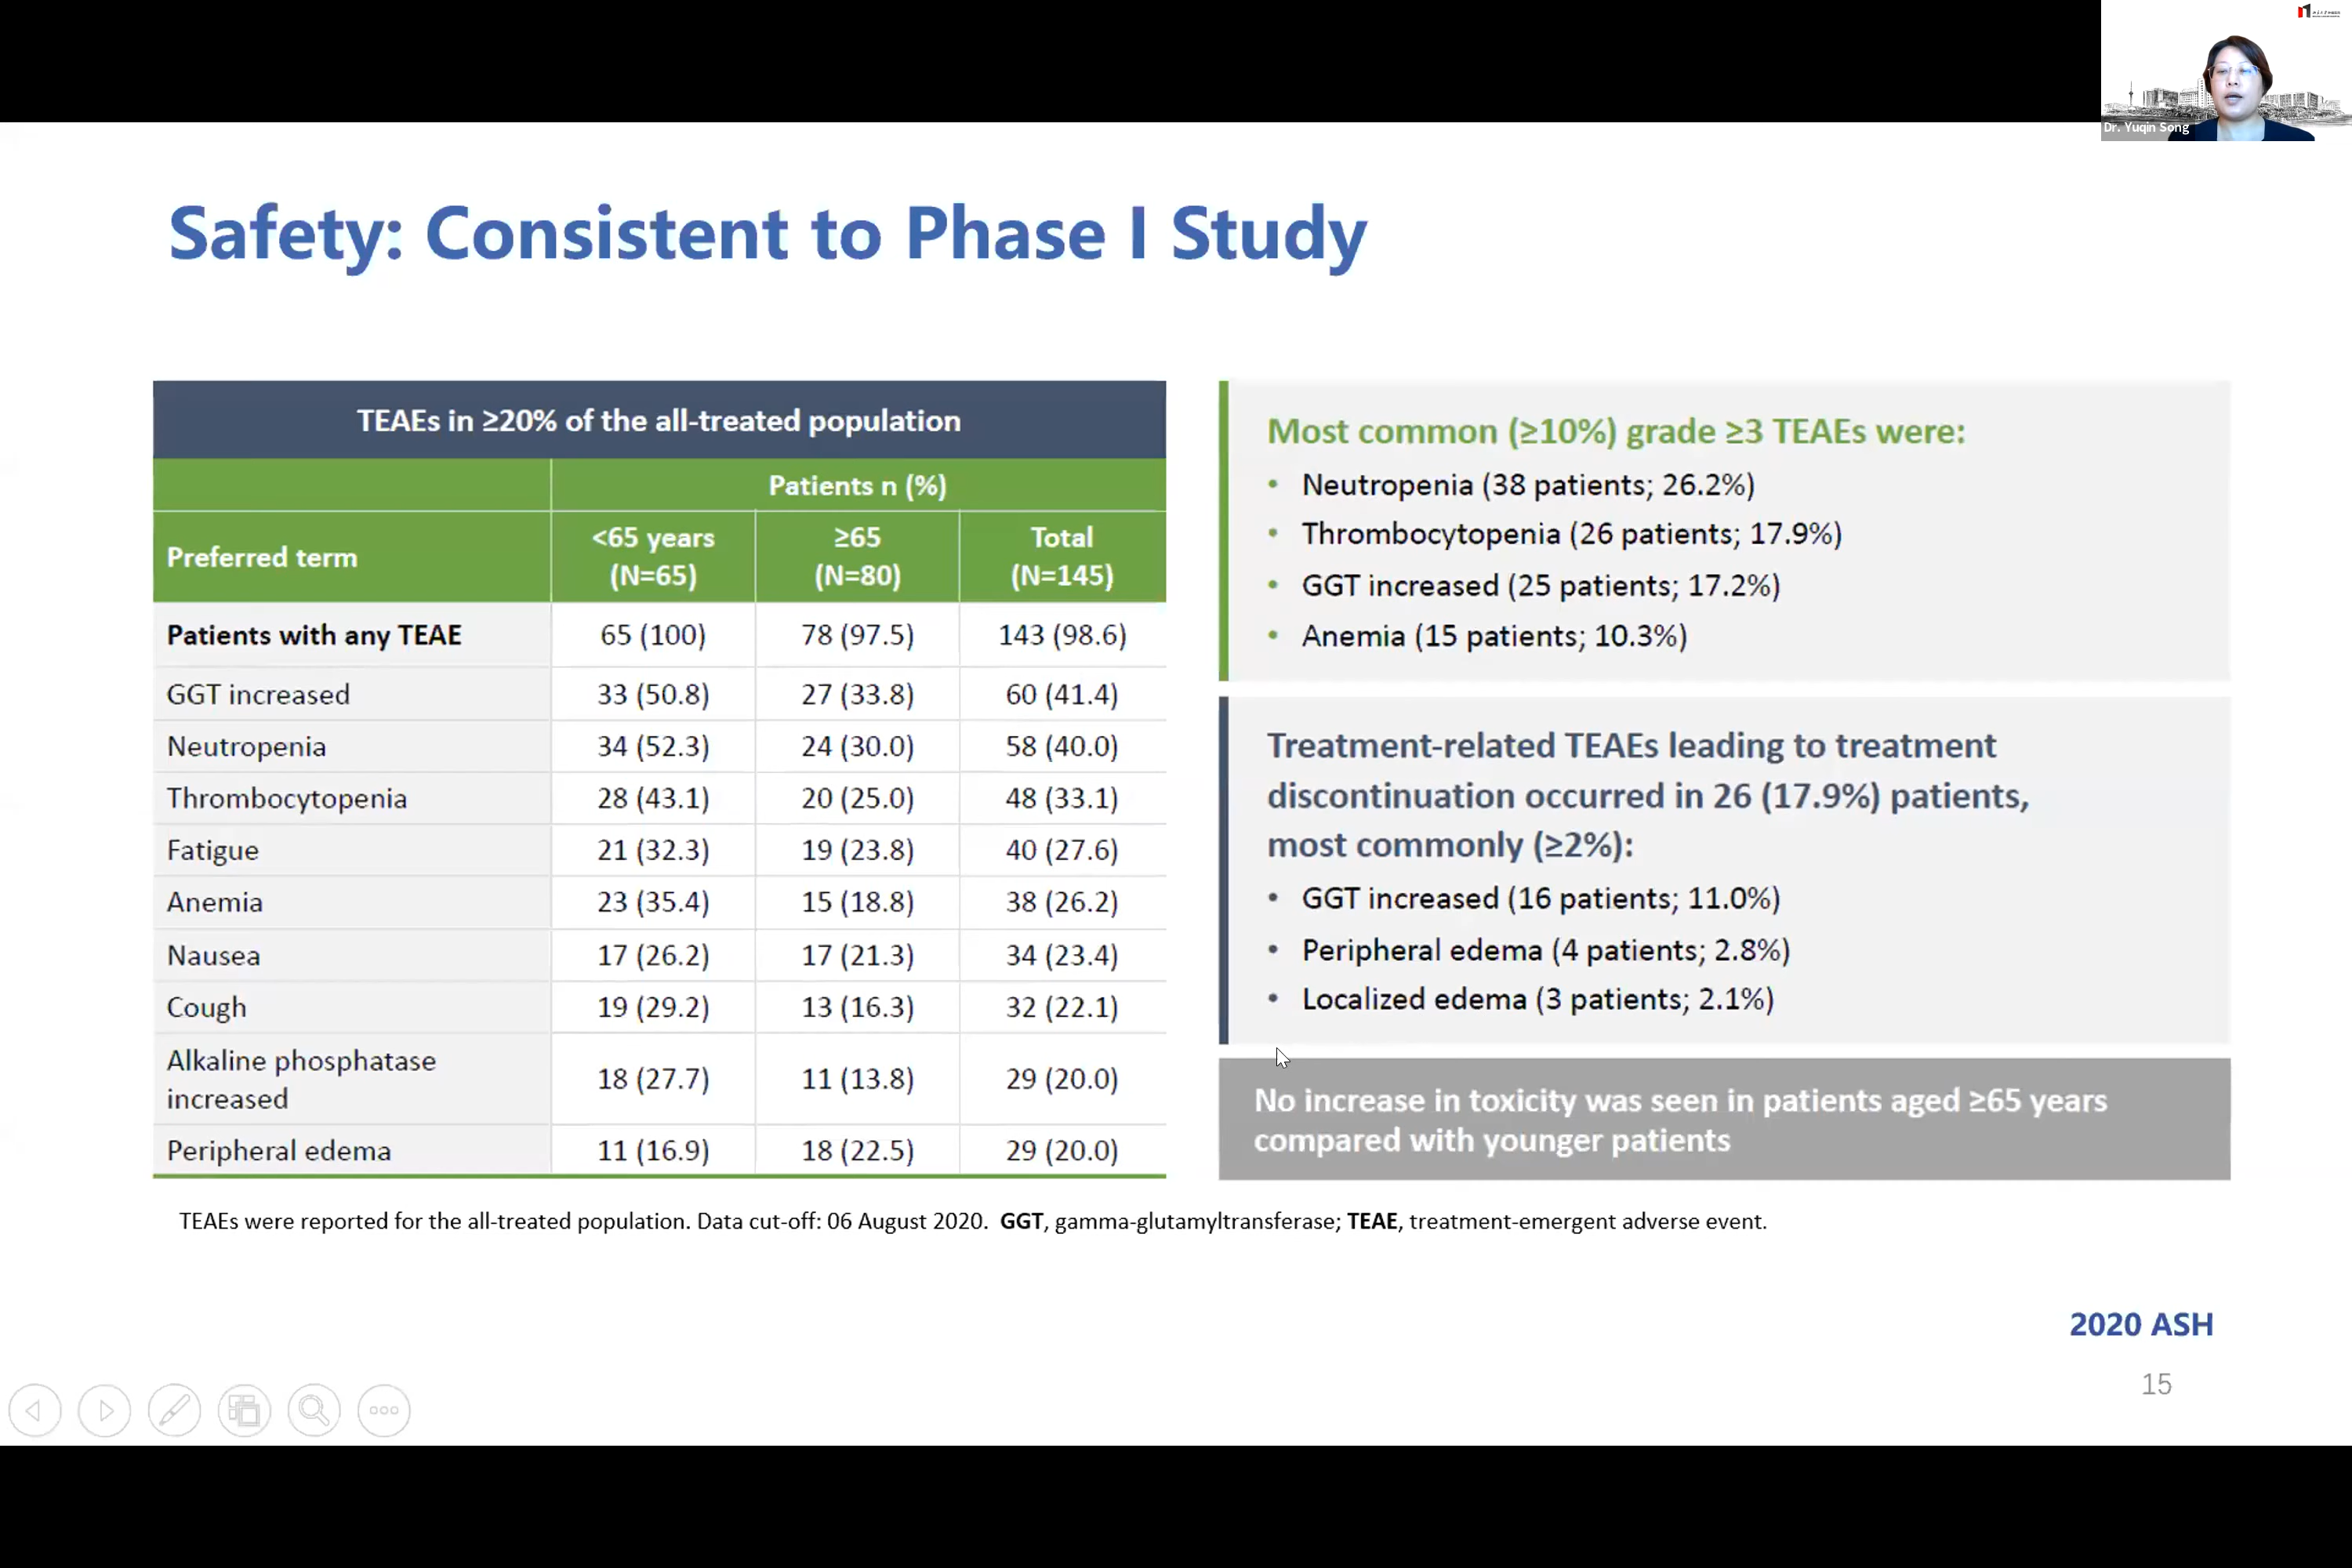 Dr. Yuqin Song
Safety: Consistent to Phase I Study
TEAEs in ≥20% of the all-treated population
Patients n (%)
Preferred term
<65 years (N=65)
≥65 (N=80)
Total (N=145)
Patients with any TEAE 65 (100) 78 (97.5) 143 (98.6)
GGT increased 33 (50.8) 27 (33.8) 60 (41.4)
Neutropenia 34 (52.3) 24 (30.0) 58 (40.0)
Thrombocytopenia 28 (43.1) 20 (25.0) 48 (33.1)
Fatigue 21 (32.3) 19 (23.8) 40 (27.6)
Anemia 23 (35.4) 15 (18.8) 38 (26.2)
Nausea 17 (26.2) 17 (21.3) 34 (23.4)
Cough 19 (29.2) 13 (16.3) 32 (22.1)
Alkaline phosphatase
increased 18 (27.7) 11 (13.8) 29 (20.0)
Peripheral edema 11 (16.9) 18 (22.5) 29 (20.0)
Most common (≥10%) grade ≥3 TEAEs were:
• Neutropenia (38 patients; 26.2%)
• Thrombocytopenia (26 patients; 17.9%)
• GGT increased (25 patients; 17.2%)
• Anemia (15 patients; 10.3%)
Treatment-related TEAEs leading to treatment
discontinuation occurred in 26 (17.9%) patients,
most commonly (≥2%):
• GGT increased (16 patients; 11.0%)
• Peripheral edema (4 patients; 2.8%)
• Localized edema (3 patients; 2.1%)
No increase in toxicity was seen in patients aged ≥65 years
compared with younger patients
TEAEs were reported for the all-treated population. Data cut-off: 06 August 2020. GGT, gamma-glutamyltransferase; TEAE, treatment-emergent adverse event.
2020 ASH
15